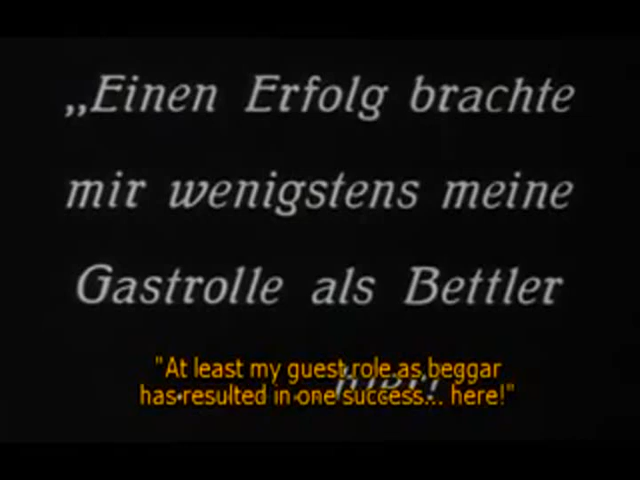 „Einen Erfolg brachte
mir wenigstens meine
Gastrolle als Bettler
"At least my guest role as beggar
has resulted in one success... here!"